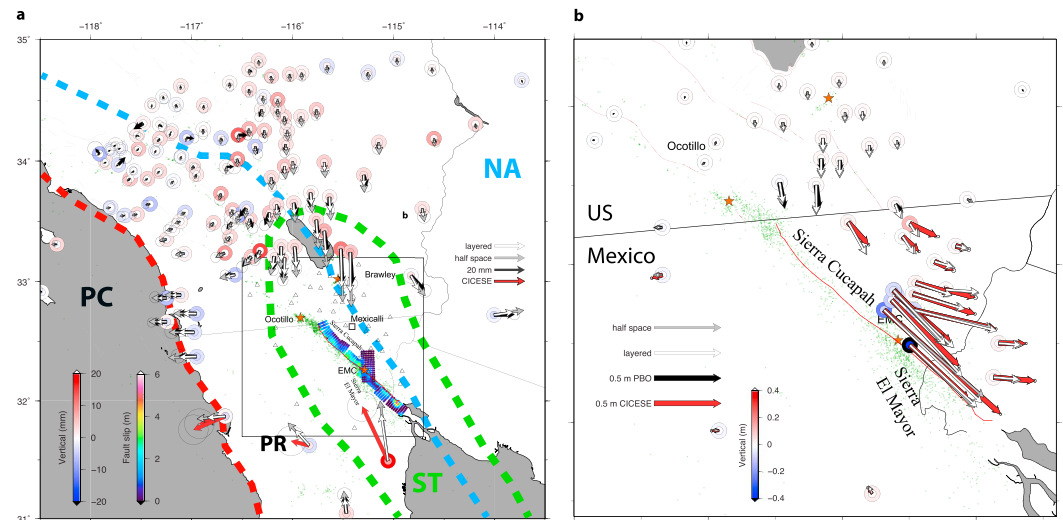 a
−118°
−117°
−116°
−115°
−114°
35°
34°
33°
32°
31°
NA
b
layered
half space
20 mm
CICESE
Brawley
PC
Ocotillo
Mexicalli
Sierra Cucapah
EMC
Sierra
El Mayor
PR
ST
Vertical (mm)
20
10
0
−10
−20
Fault slip (m)
6
4
2
0
b
Ocotillo
US
Mexico
Sierra Cucapah
Sierra
El Mayor
half space
layered
0.5 m PBO
0.5 m CICESE
Vertical (m)
0.4
0.2
0
−0.2
−0.4